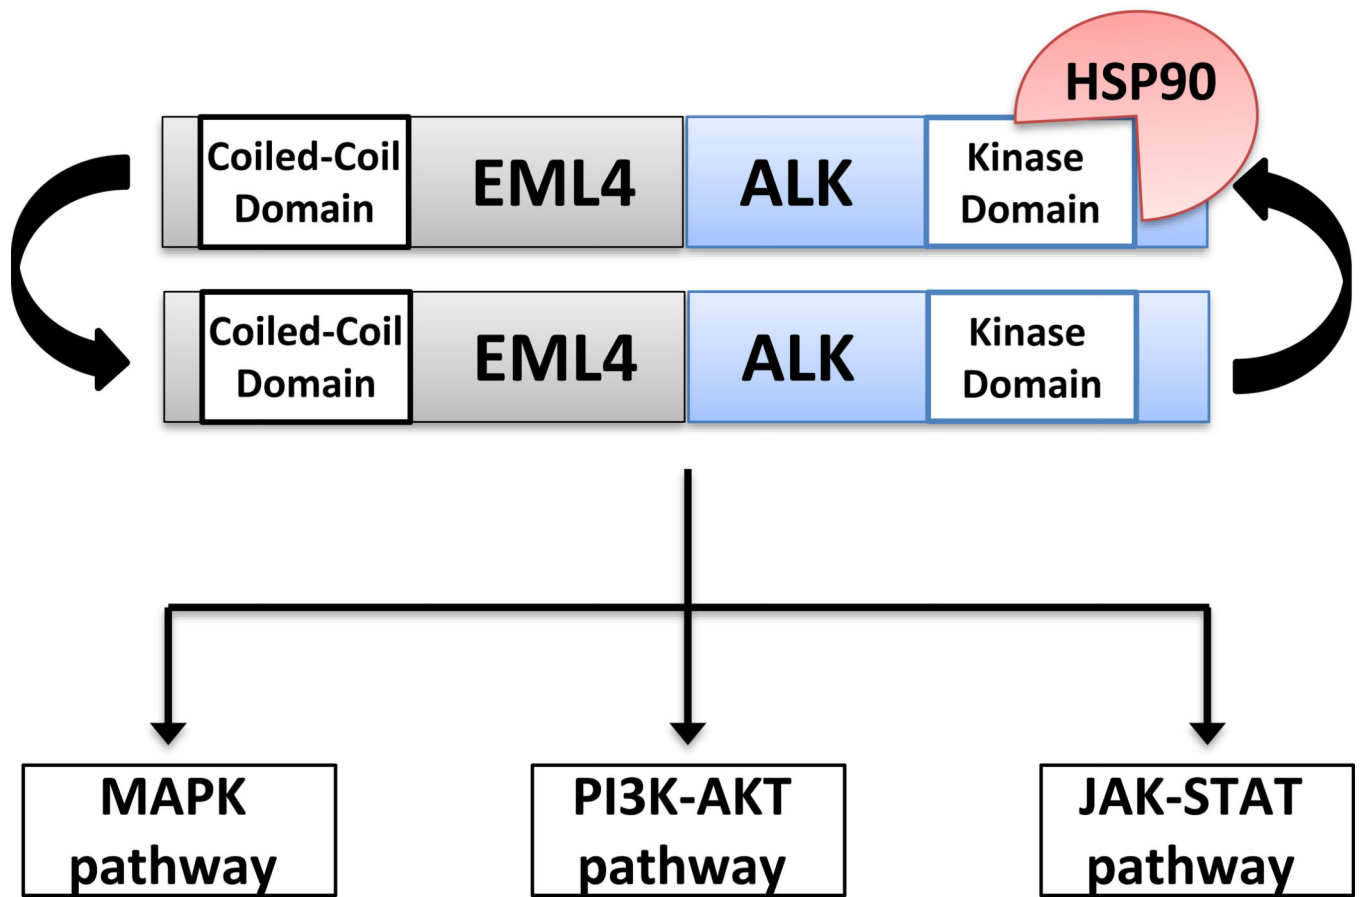 HSP90
Coiled-Coil
Domain
EML4
ALK
Kinase
Domain
Coiled-Coil
Domain
EML4
ALK
Kinase
Domain
MAPK
pathway
PI3K-AKT
pathway
JAK-STAT
pathway